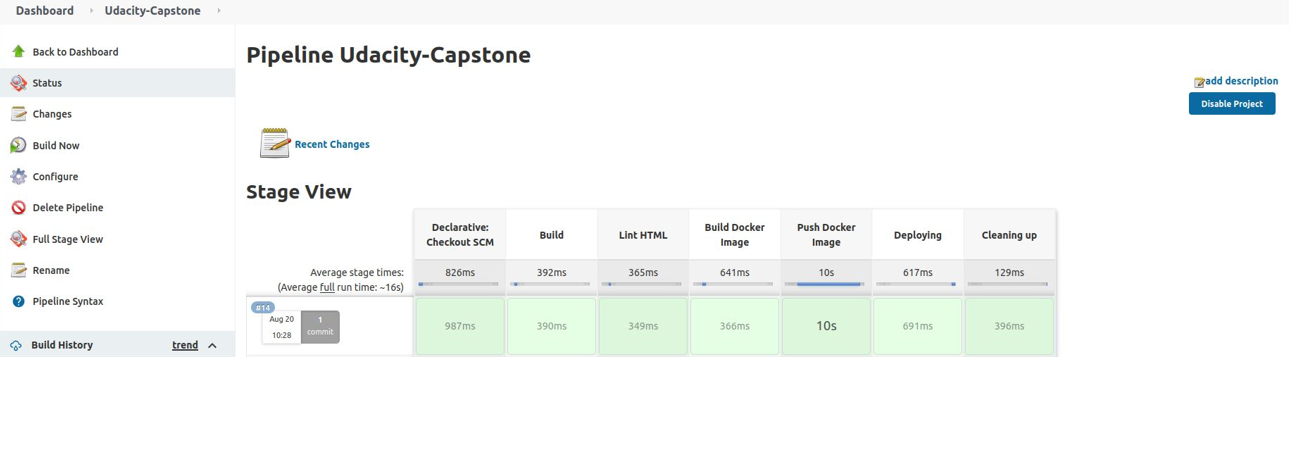 Dashboard Udacity-Capstone
Back to Dashboard
Status
Changes
Build Now
Configure
Delete Pipeline
Full Stage View
Rename
Pipeline Syntax
Build History trend
Pipeline Udacity-Capstone
add description
Disable Project
Recent Changes
Stage View
Declarative:
Checkout SCM
Build
Lint HTML
Build Docker
Image
Push Docker
Image
Deploying
Cleaning up
Average stage times:
(Average full run time: ~16s)
826ms 392ms 365ms 641ms 10s 617ms 129ms
#14
Aug 20
10:28
1
commit
987ms 390ms 349ms 366ms 10s 691ms 396ms